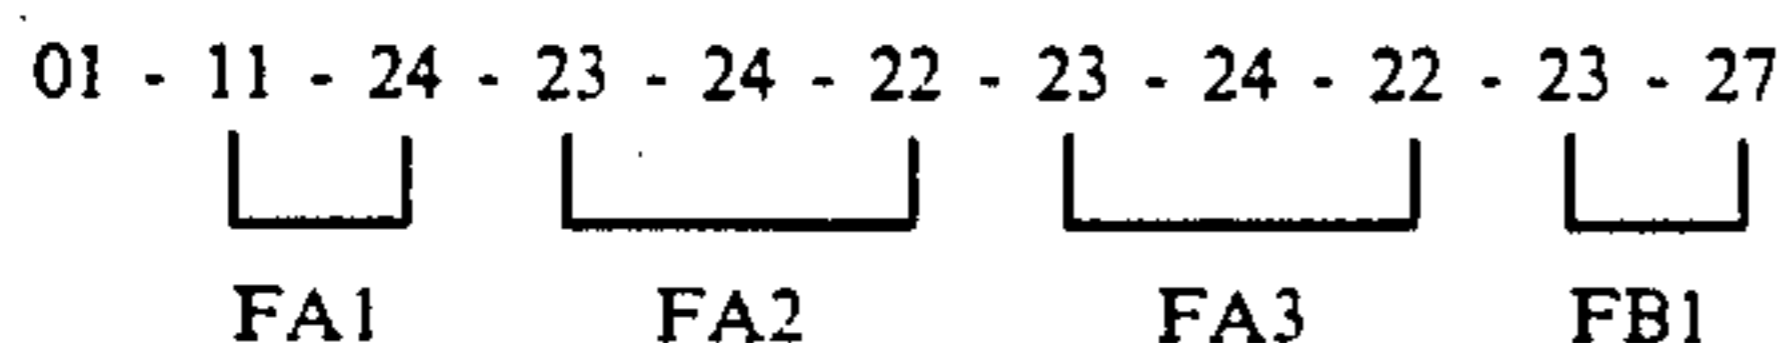 01 - 11 - 24 - 23 - 24 - 22 - 23 - 24 - 22 - 23 - 27
FA1 FA2 FA3 FB1